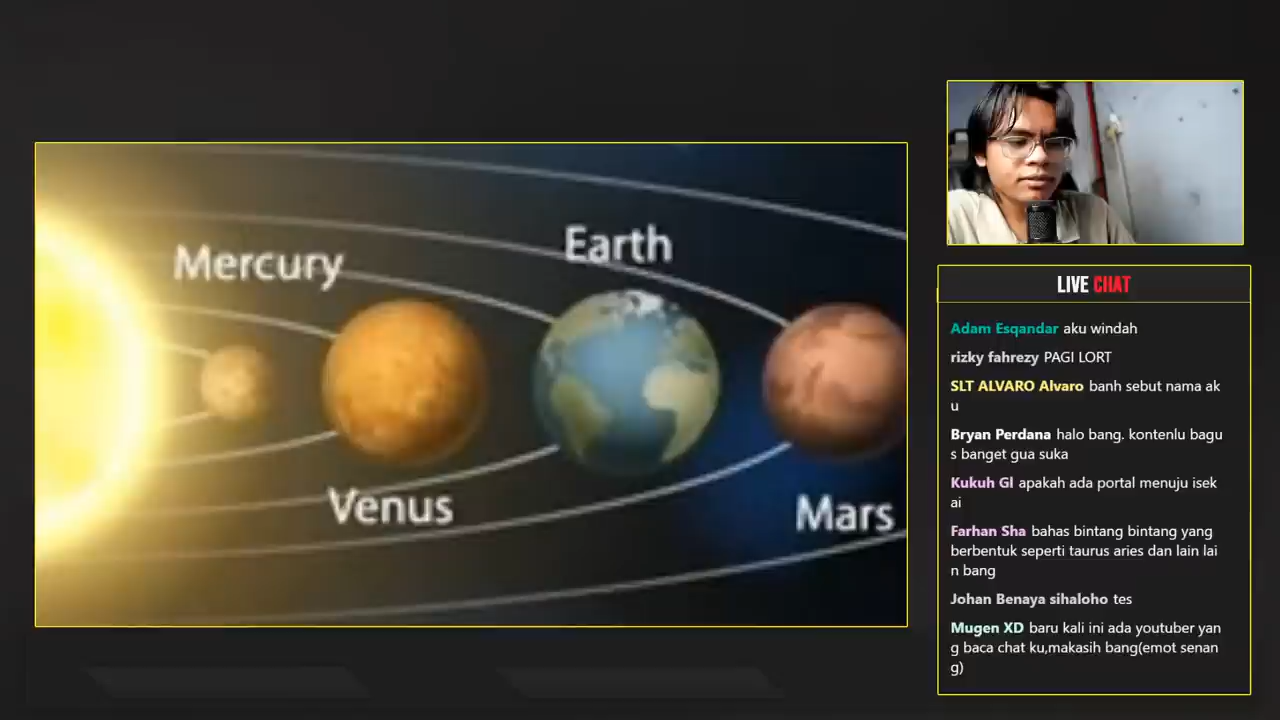 Mercury
Earth
Venus
Mars
LIVE CHAT
Adam Esqandar aku windah
rizky fahrezy PAGI LORT
SLT ALVARO Alvaro banh sebut nama ak
u
Bryan Perdana halo bang. kontenlu bagu
s banget gua suka
Kukuh GI apakah ada portal menuju isek
ai
Farhan Sha bahas bintang bintang yang
berbentuk seperti taurus aries dan lain lai
n bang
Johan Benaya sihaloho tes
Mugen XD baru kali ini ada youtuber yan
g baca chat ku,makasih bang(emot senan
g)